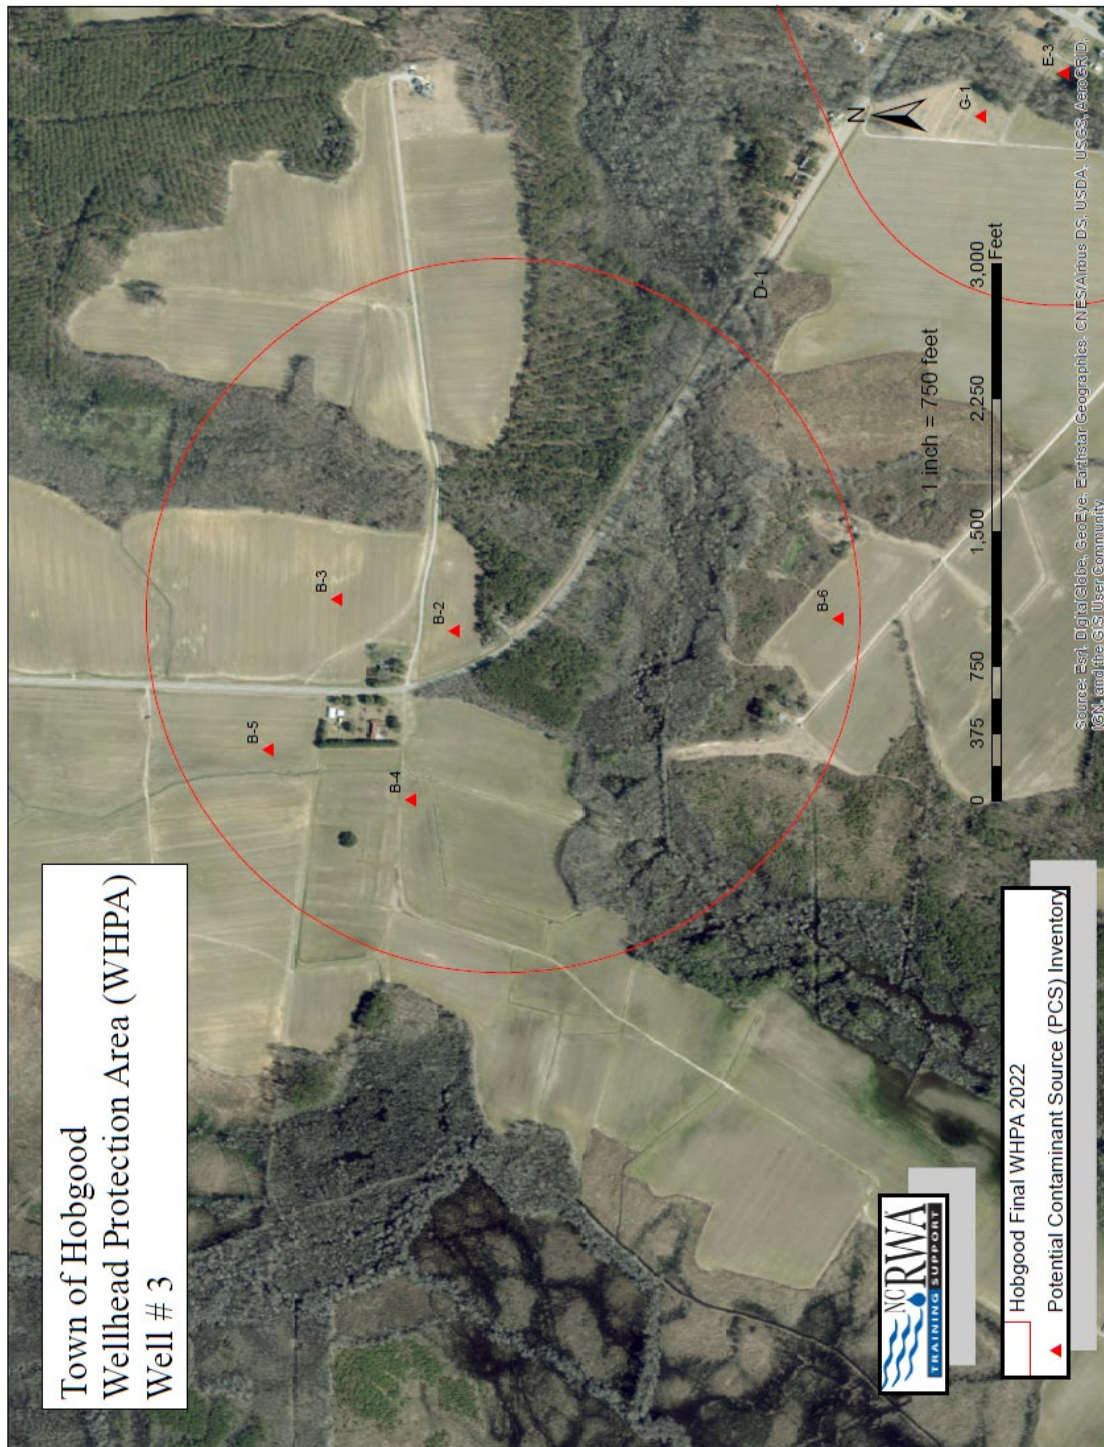 Town of Hobgood
Wellhead Protection Area (WHPA)
Well # 3
B-5
B-3
B-4
B-2
B-6
D-1
N
G-1
E-3
1 inch = 750 feet
0 375 750 1,500 2,250 3,000
Feet
NCRWA
TRAINING SUPPORT
Hobgood Final WHPA 2022
Potential Contaminant Source (PCS) Inventory
Source: Esri, DigitalGlobe, GeoEye, Earthstar Geographics, CNES/Airbus DS, USDA, USGS, AeroGRID,
IGN, and the GIS User Community